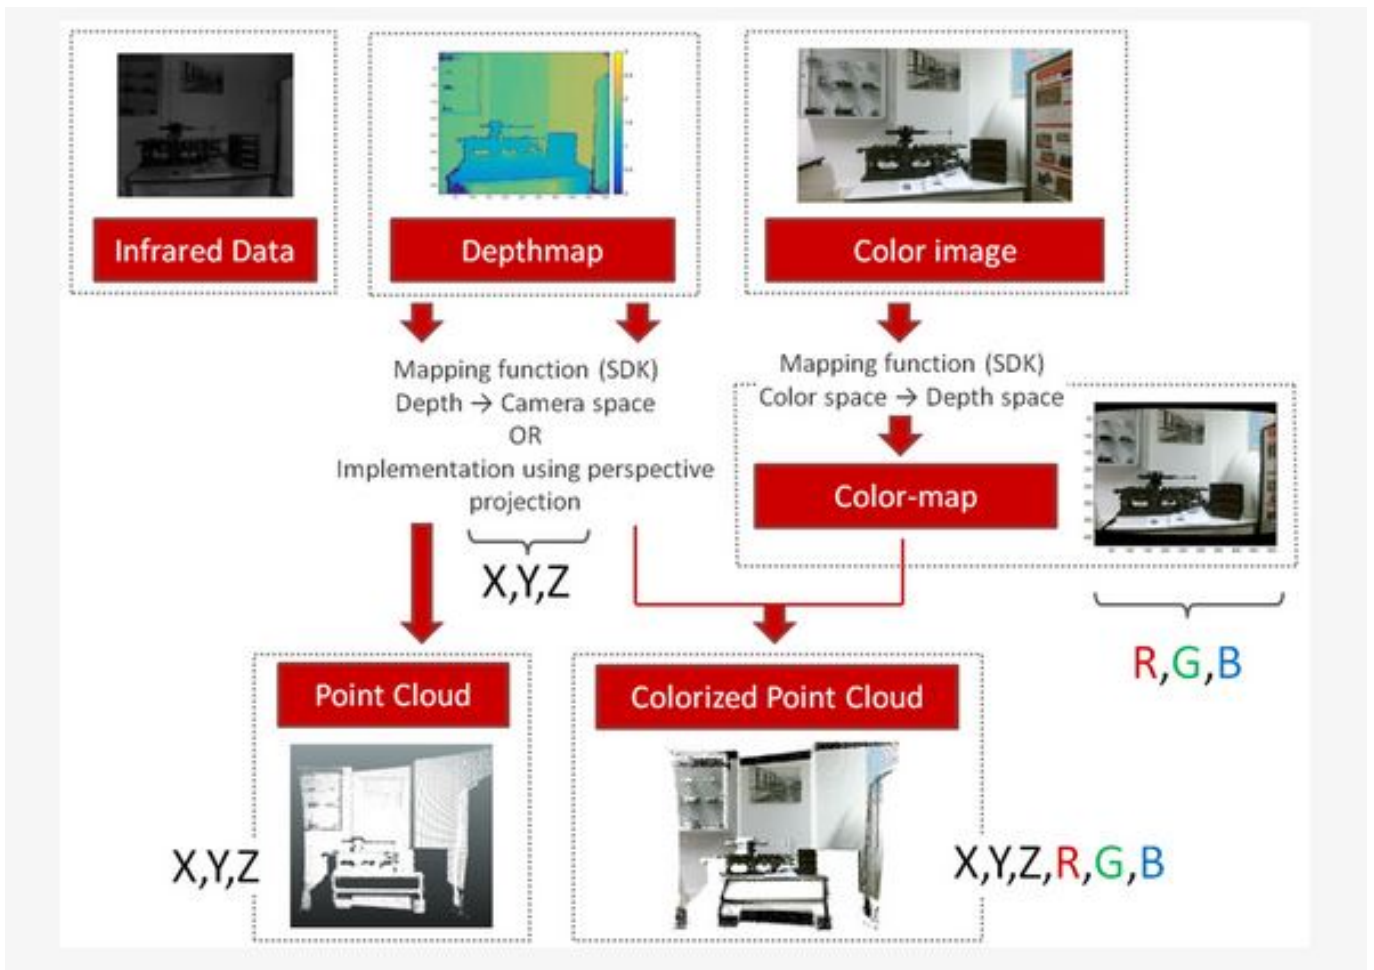 Infrared Data
Depthmap
Color image
Mapping function (SDK)
Depth → Camera space
OR
Implementation using perspective
projection
X,Y,Z
Mapping function (SDK)
Color space → Depth space
Color-map
R,G,B
Point Cloud
X,Y,Z
Colorized Point Cloud
X,Y,Z,R,G,B